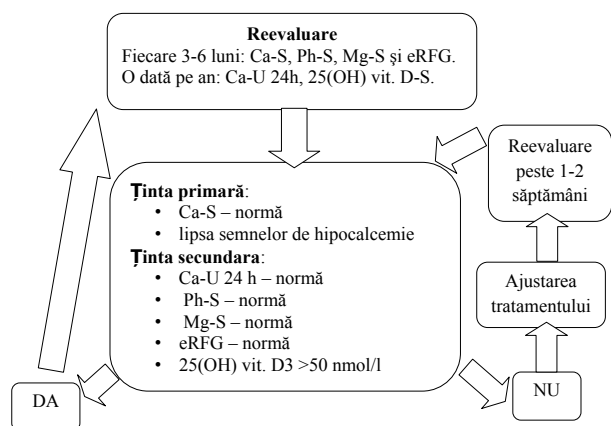 Reevaluare
Fiecare 3-6 luni: Ca-S, Ph-S, Mg-S şi eRFG.
O dată pe an: Ca-U 24h, 25(OH) vit. D-S.
Ținta primară:
• Ca-S – normă
• lipsa semnelor de hipocalcemie
Ținta secundara:
• Ca-U 24 h – normă
• Ph-S – normă
• Mg-S – normă
• eRFG – normă
• 25(OH) vit. D3 >50 nmol/l
Reevaluare
peste 1-2
săptămâni
Ajustarea
tratamentului
DA
NU